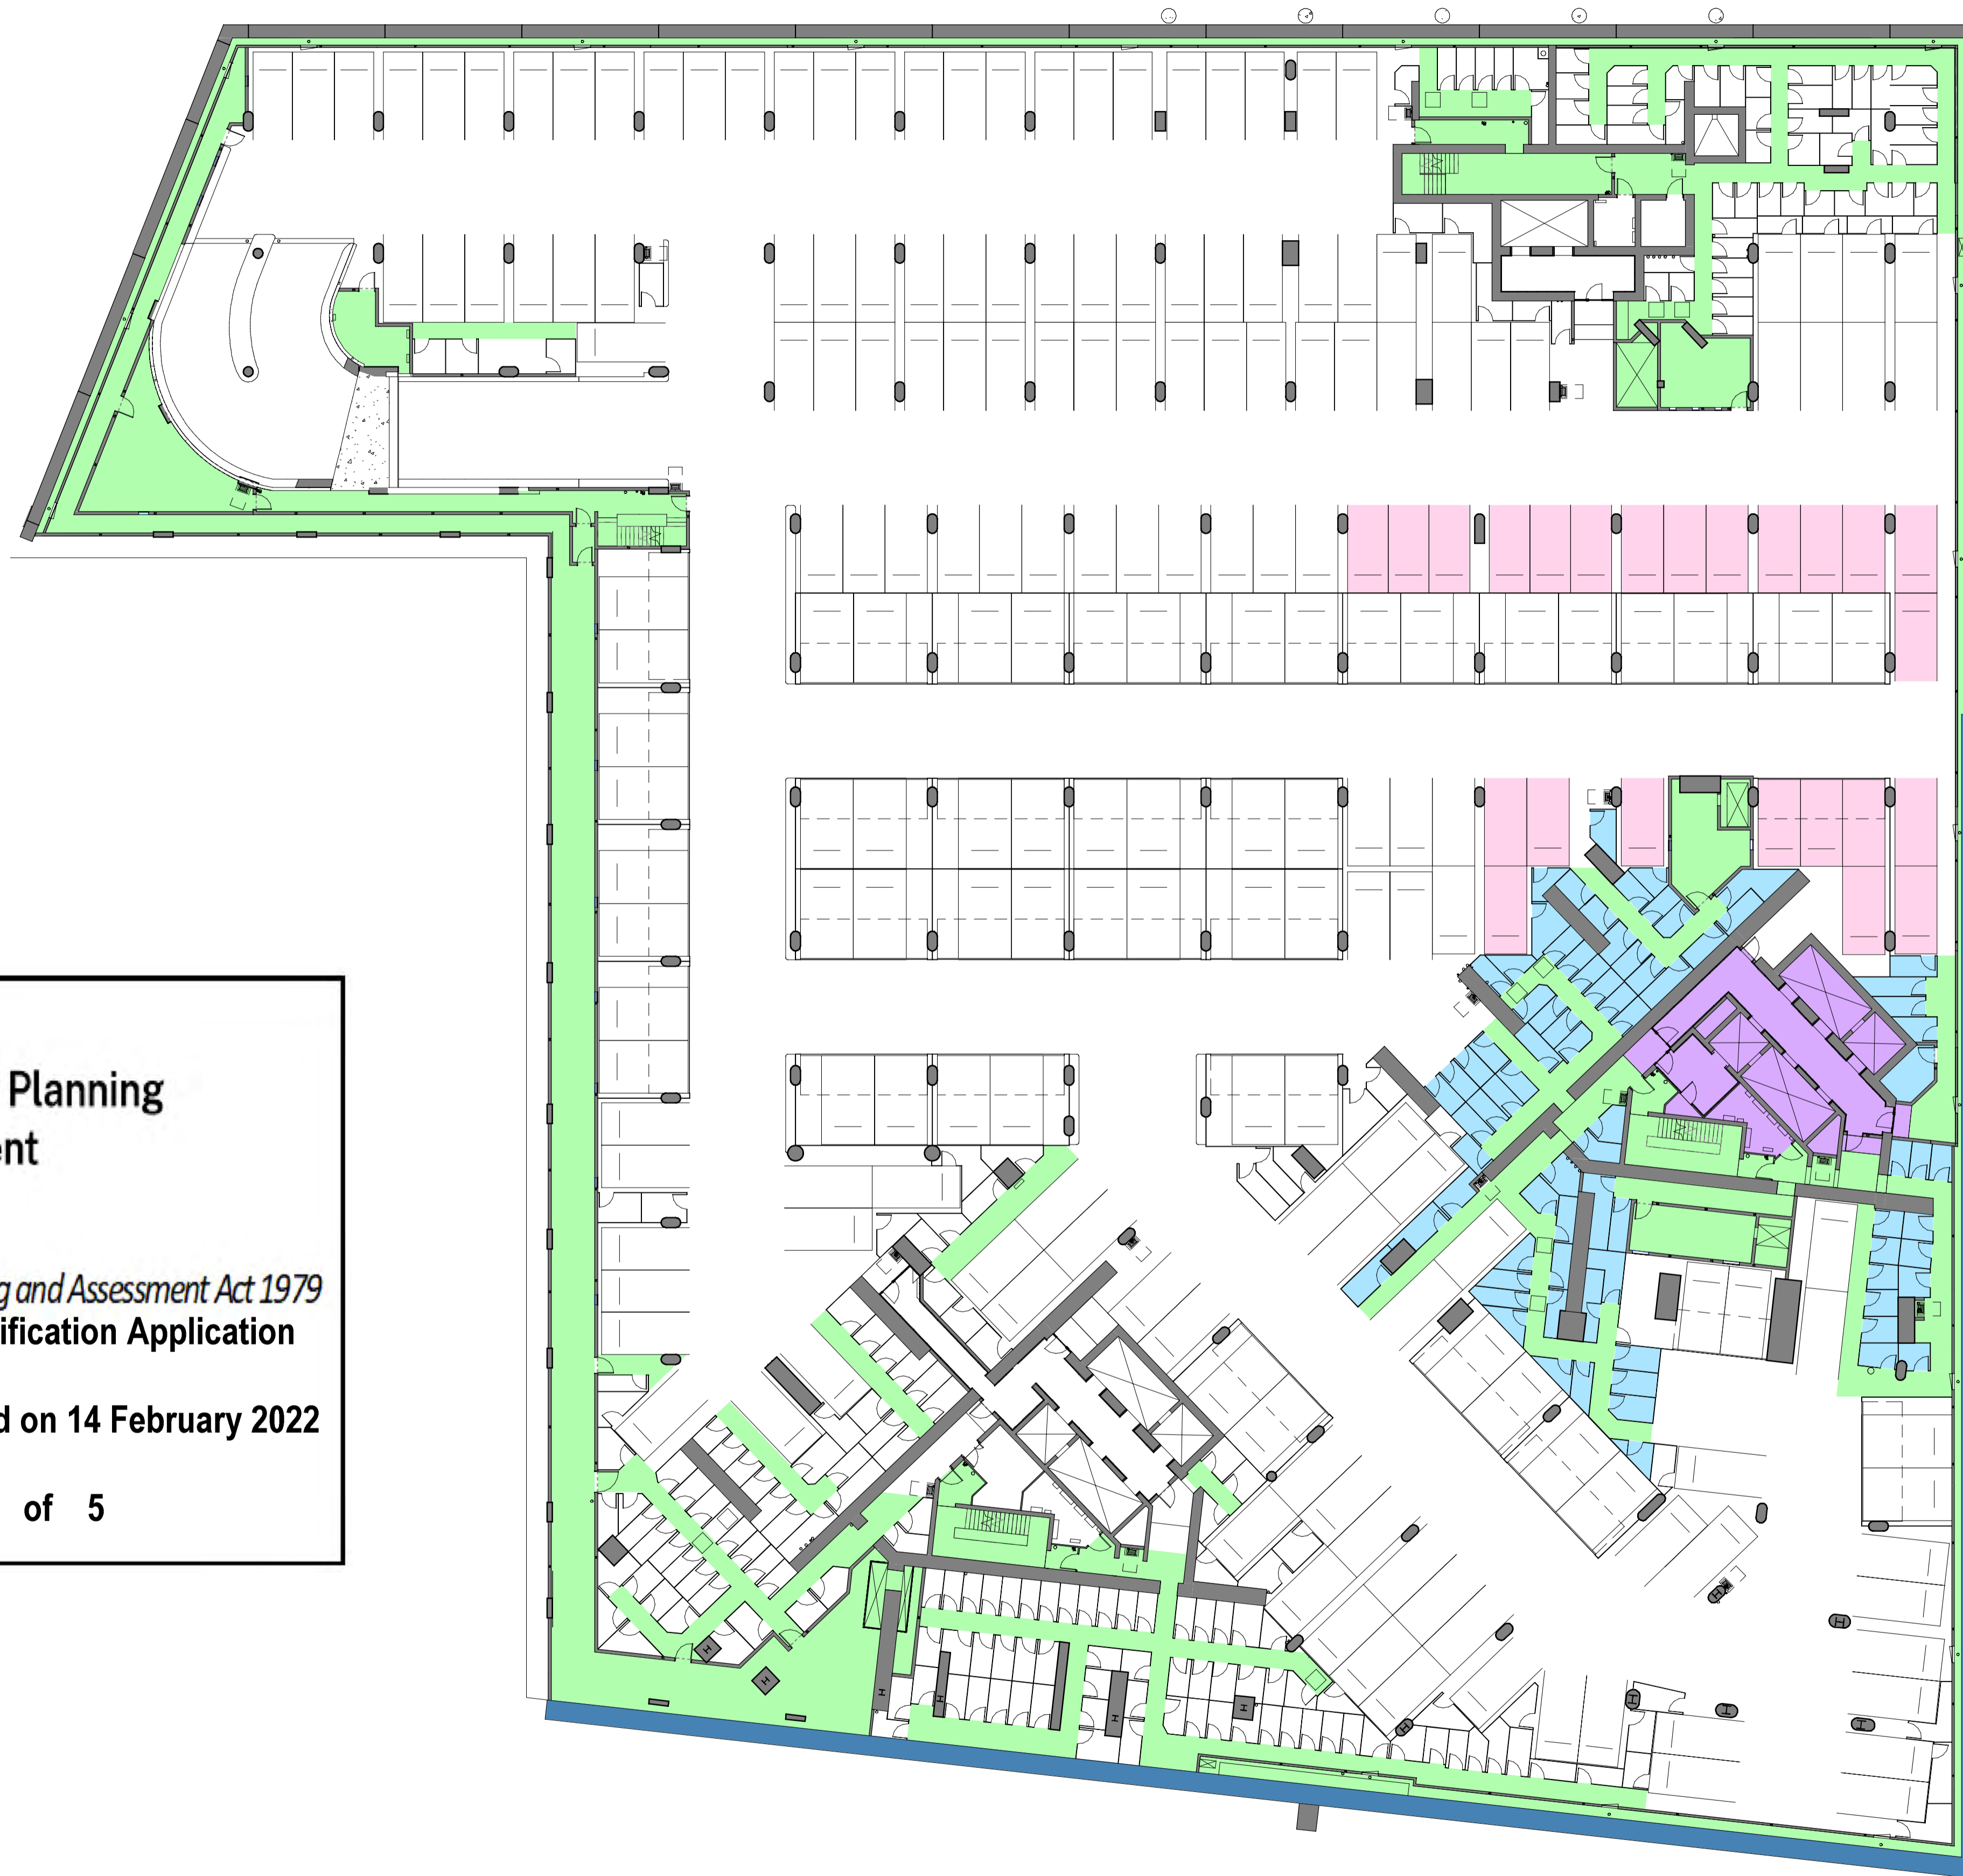 Planning
ent
g and Assessment Act 1979
ification Application
d on 14 February 2022
of 5
H
H
H
H
H
H
H
H
H
H
H
H